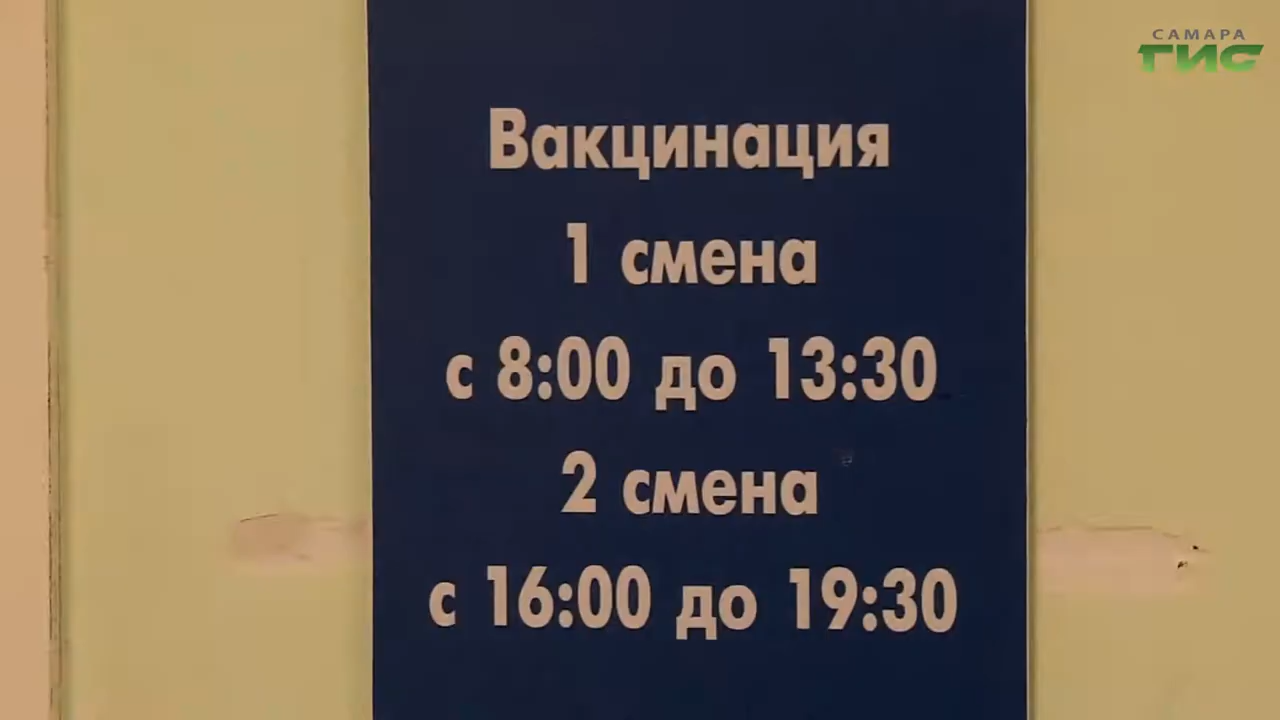 САМАРА
ГИС
Вакцинация
1 смена
с 8:00 до 13:30
2 смена
с 16:00 до 19:30